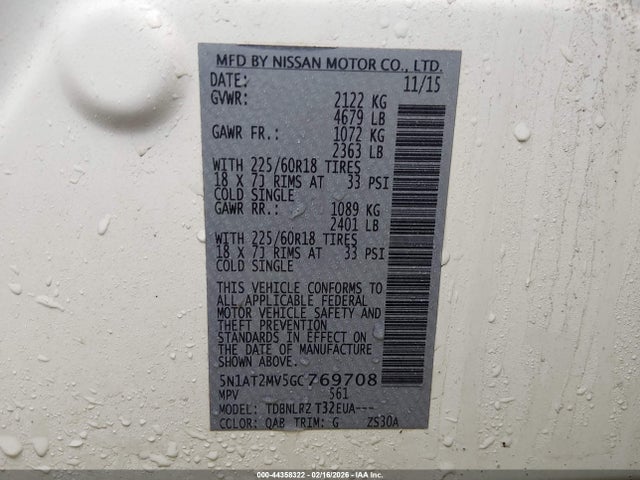 MFD BY NISSAN MOTOR CO., LTD.
DATE: 11/15
GVWR: 2122 KG
4679 LB
GAWR FR.: 1072 KG
2363 LB
WITH 225/60R18 TIRES
18 X 7J RIMS AT 33 PSI
COLD SINGLE
GAWR RR.: 1089 KG
2401 LB
WITH 225/60R18 TIRES
18 X 7J RIMS AT 33 PSI
COLD SINGLE
THIS VEHICLE CONFORMS TO
ALL APPLICABLE FEDERAL
MOTOR VEHICLE SAFETY AND
THEFT PREVENTION
STANDARDS IN EFFECT ON
THE DATE OF MANUFACTURE
SHOWN ABOVE.
5N1AT2MV5GC769708
MPV 561
MODEL: TDBNLRZ T32EUA---
COLOR: QAB TRIM: G ZS30A
000-44358322 - 02/16/2026 - IAAI.COM